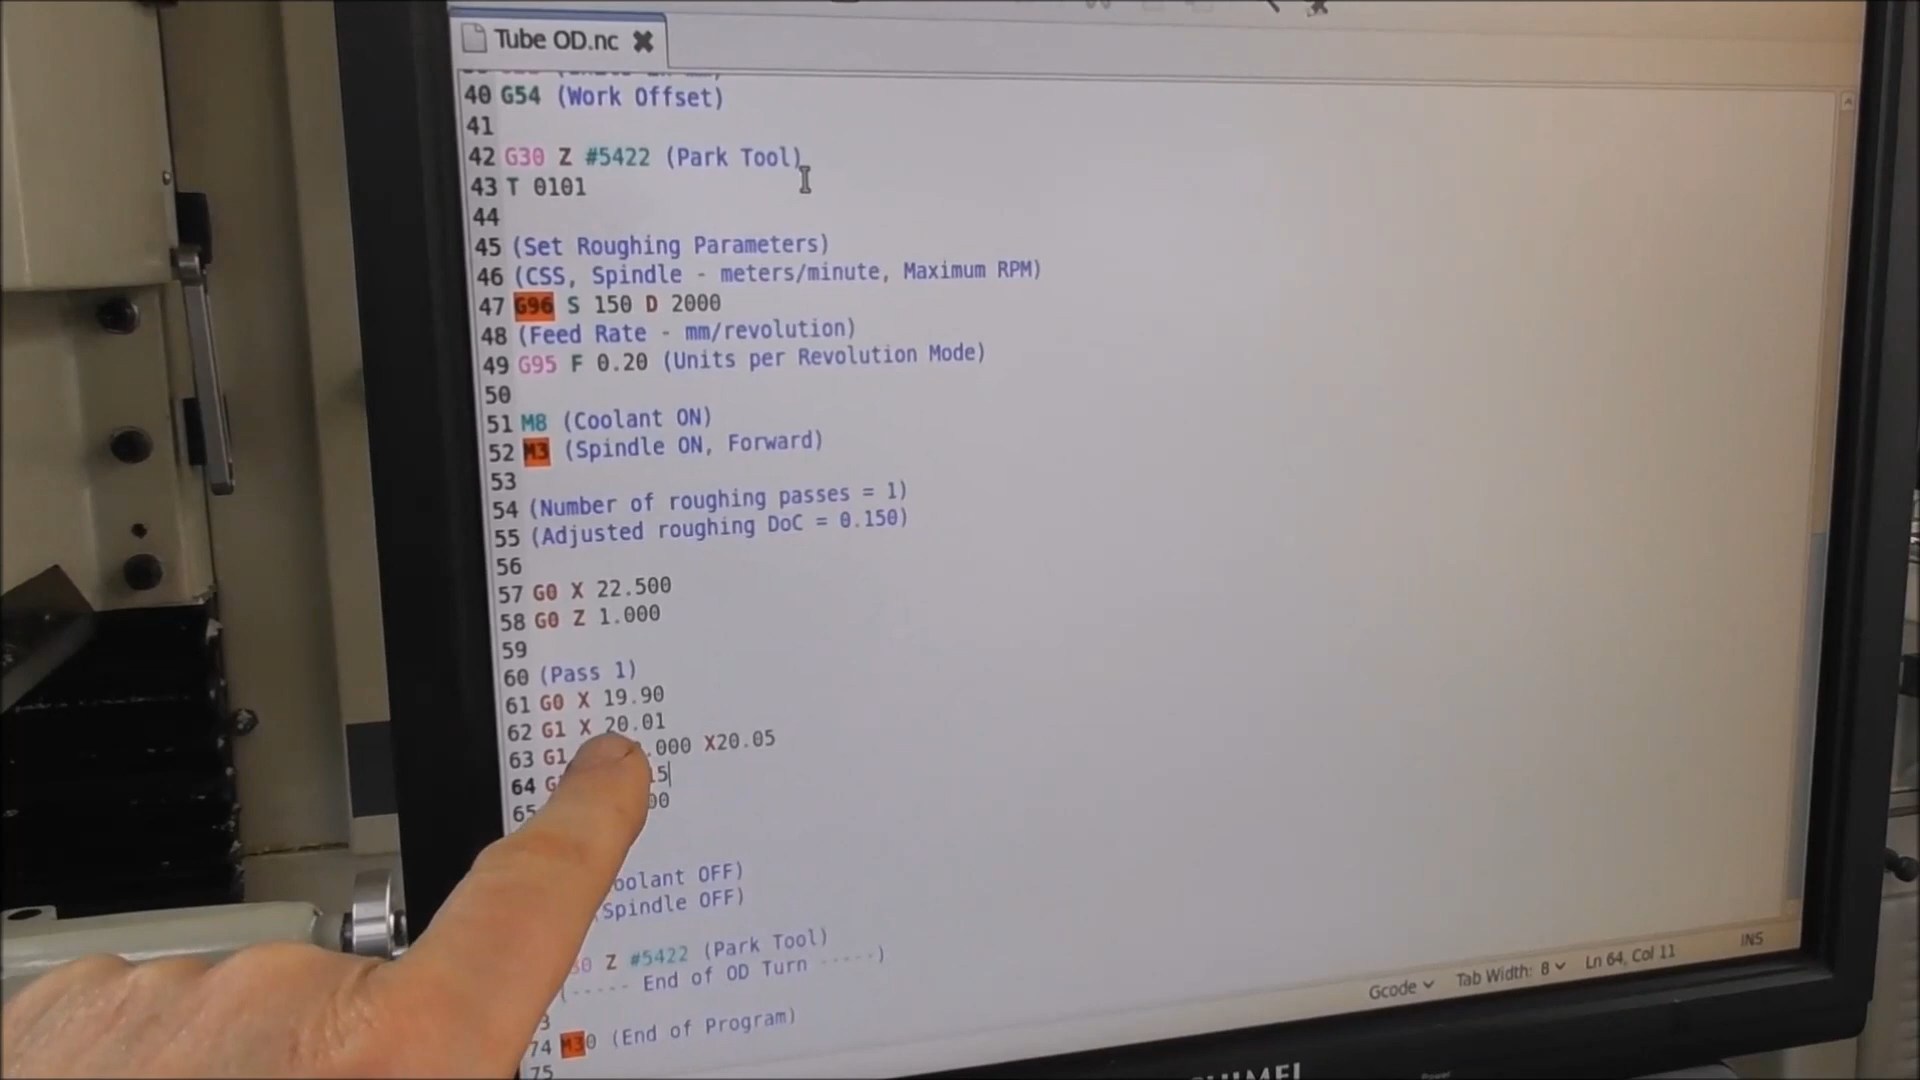 Tube OD.nc
40 G54 (Work Offset)
41
42 G30 Z #5422 (Park Tool)
43 T 0101
44
45 (Set Roughing Parameters)
46 (CSS, Spindle - meters/minute, Maximum RPM)
47 G96 S 150 D 2000
48 (Feed Rate - mm/revolution)
49 G95 F 0.20 (Units per Revolution Mode)
50
51 M8 (Coolant ON)
52 M3 (Spindle ON, Forward)
53
54 (Number of roughing passes = 1)
55 (Adjusted roughing DoC = 0.150)
56
57 G0 X 22.500
58 G0 Z 1.000
59
60 (Pass 1)
61 G0 X 19.90
62 G1 X 20.01
63 G1 .000 X20.05
64 G 15
65 00
oolant OFF)
(Spindle OFF)
30 Z #5422 (Park Tool)
(----- End of OD Turn -----)
3
74 M30 (End of Program)
75
Gcode Tab Width: 8 Ln 64, Col 11 INS